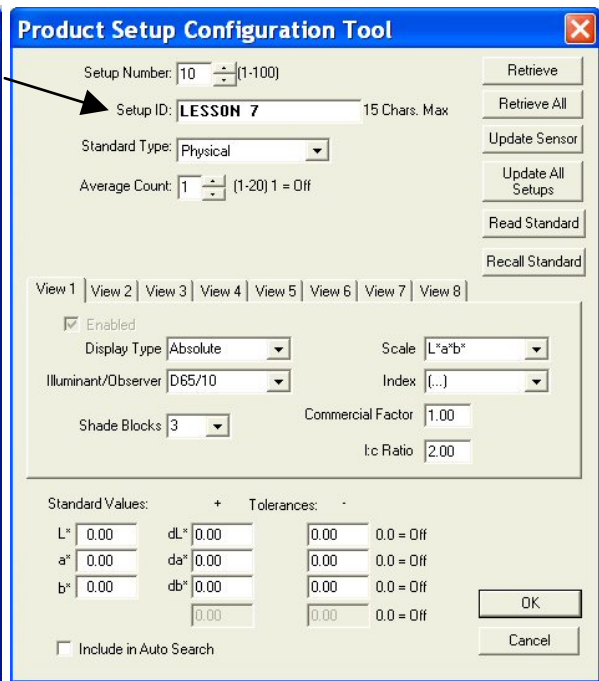 Product Setup Configuration Tool
Setup Number: 10 (1-100)
Retrieve
Setup ID: LESSON 7 15 Chars. Max
Retrieve All
Standard Type: Physical
Update Sensor
Average Count: 1 (1-20) 1 = Off
Update All
Setups
Read Standard
Recall Standard
View 1 View 2 View 3 View 4 View 5 View 6 View 7 View 8
Enabled
Display Type Absolute Scale L*a*b*
Illuminant/Observer D65/10 Index (...)
Shade Blocks 3 Commercial Factor 1.00
l:c Ratio 2.00
Standard Values: + Tolerances: -
L* 0.00 dL* 0.00 0.00 0.0 = Off
a* 0.00 da* 0.00 0.00 0.0 = Off
b* 0.00 db* 0.00 0.00 0.0 = Off
0.00 0.00 0.0 = Off
OK
Include in Auto Search
Cancel